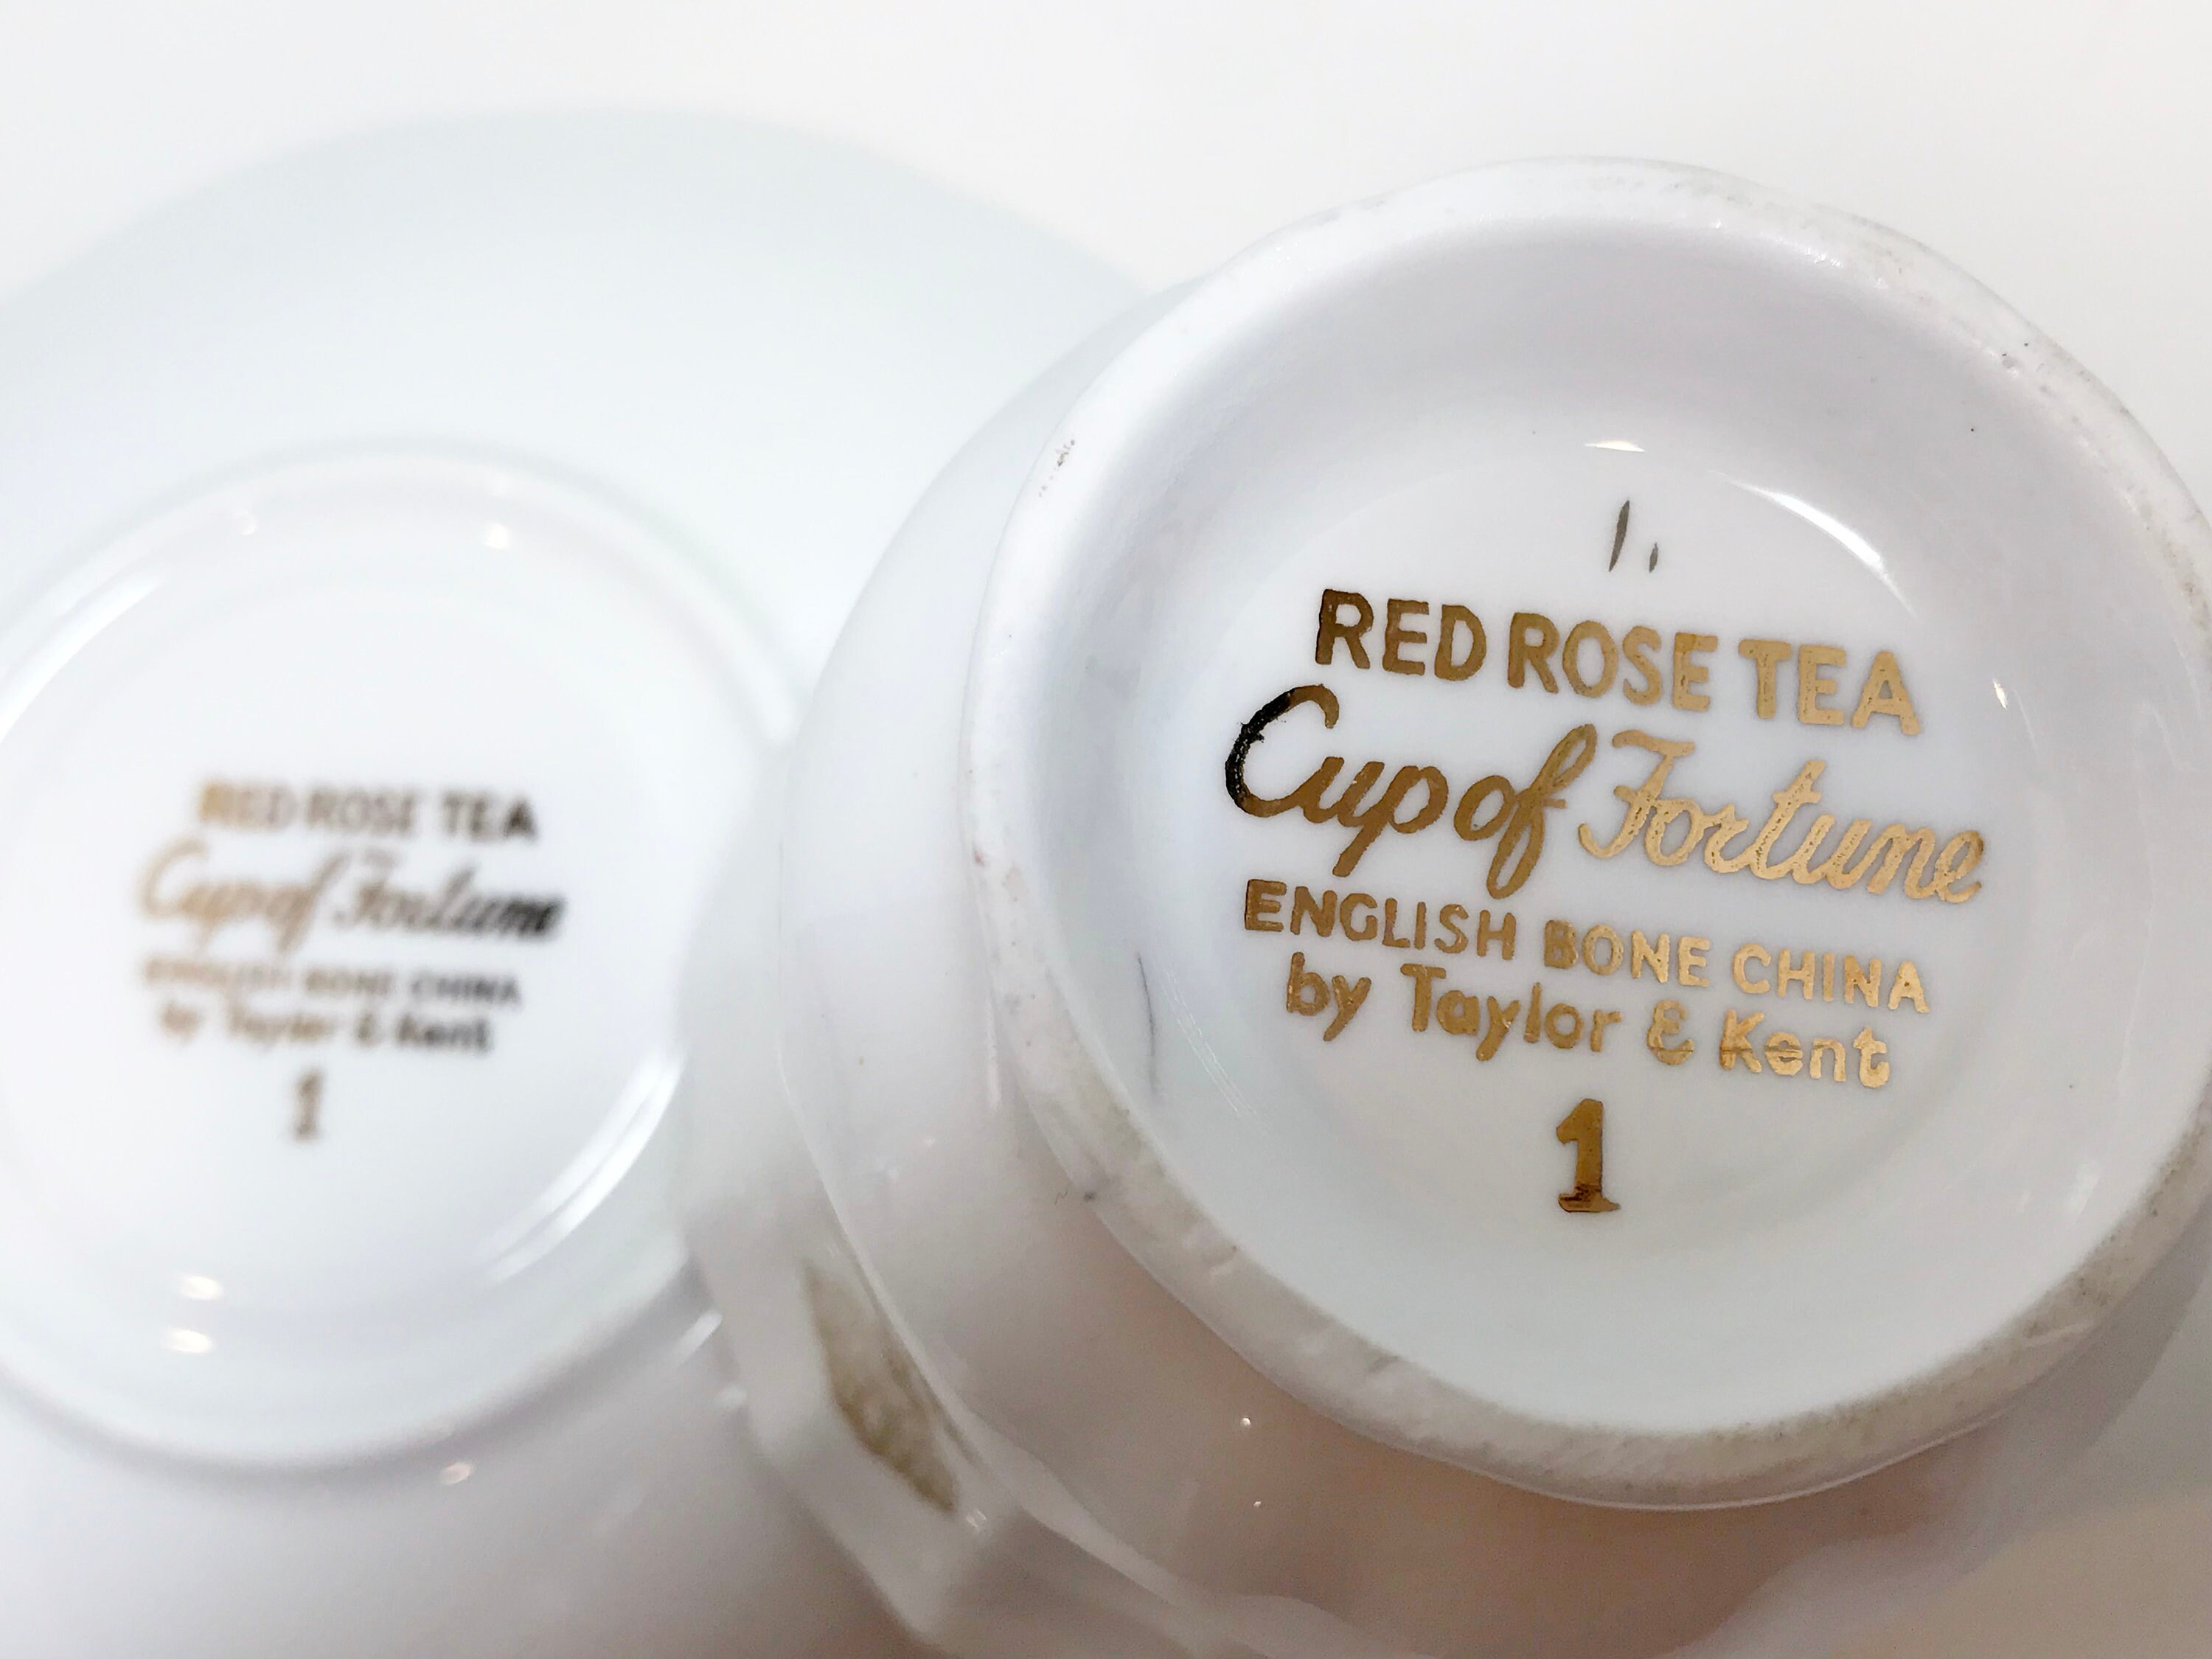 RED ROSE TEA
Cup of Fortune
ENGLISH BONE CHINA
by Taylor & Kent
1
RED ROSE TEA
Cup of Fortune
ENGLISH BONE CHINA
by Taylor & Kent
1